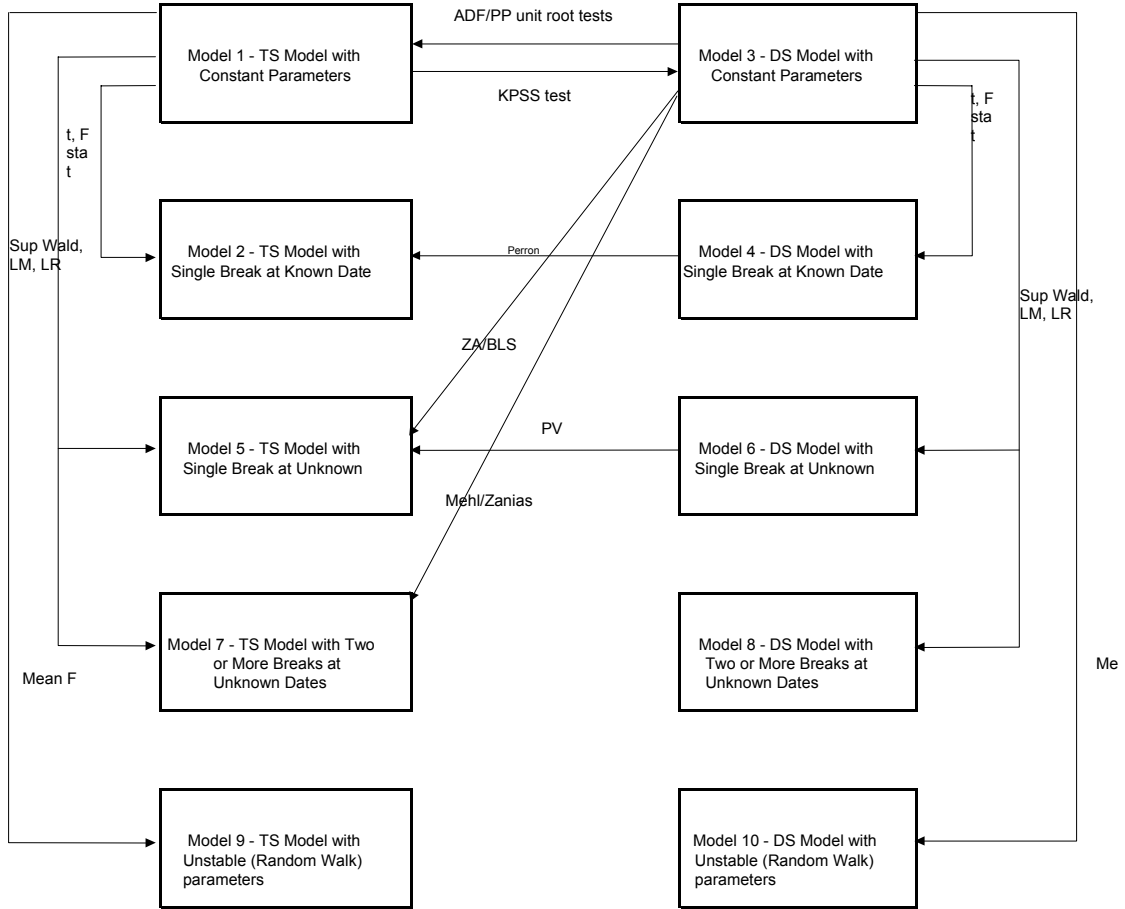 ADF/PP unit root tests
Model 1 - TS Model with
Constant Parameters
Model 3 - DS Model with
Constant Parameters
KPSS test
t, F
sta
t
t, F
sta
t
Model 2 - TS Model with
Single Break at Known Date
Perron
Model 4 - DS Model with
Single Break at Known Date
Sup Wald,
LM, LR
Sup Wald,
LM, LR
ZA/BLS
Model 5 - TS Model with
Single Break at Unknown
PV
Model 6 - DS Model with
Single Break at Unknown
Mehl/Zanias
Model 7 - TS Model with Two
or More Breaks at
Unknown Dates
Model 8 - DS Model with
Two or More Breaks at
Unknown Dates
Mean F
Me
Model 9 - TS Model with
Unstable (Random Walk)
parameters
Model 10 - DS Model with
Unstable (Random Walk)
parameters